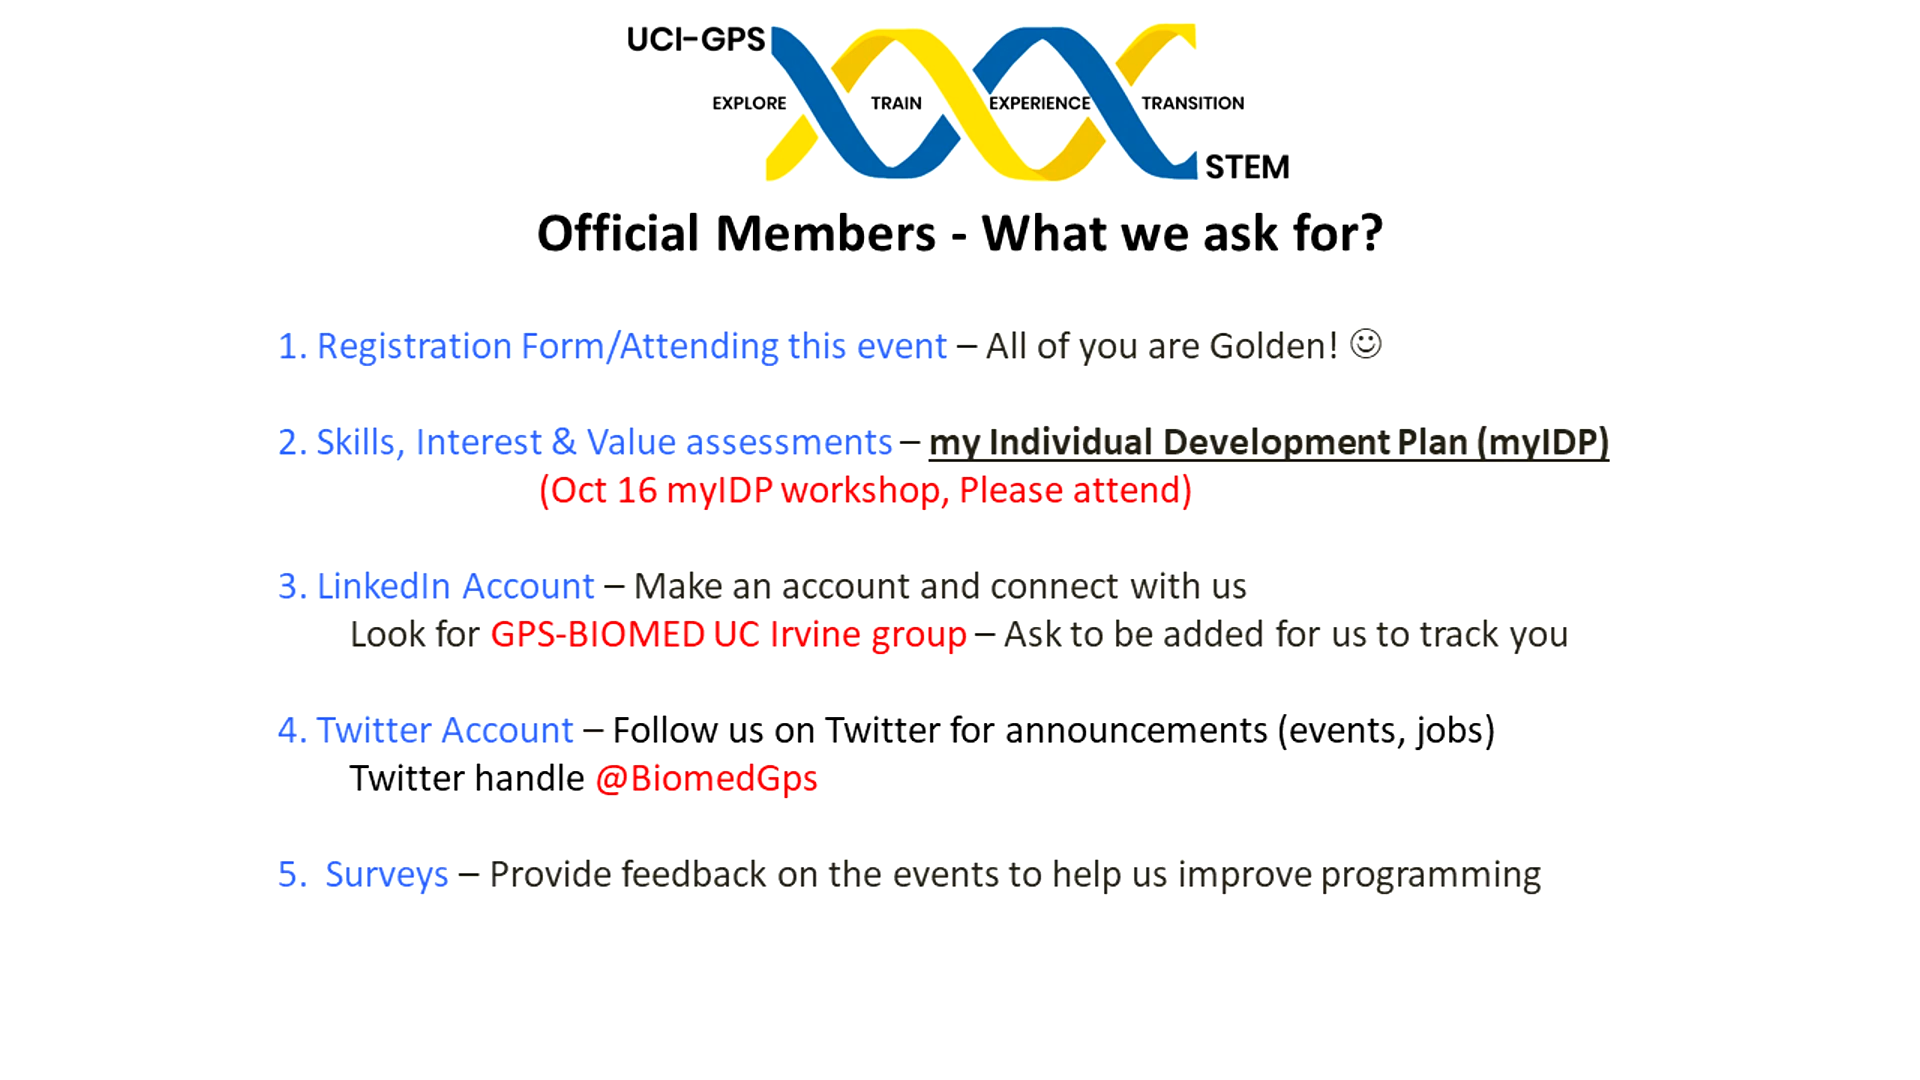 UCI-GPS
EXPLORE TRAIN EXPERIENCE TRANSITION
STEM
Official Members - What we ask for?
1. Registration Form/Attending this event – All of you are Golden! ☺
2. Skills, Interest & Value assessments – my Individual Development Plan (myIDP)
(Oct 16 myIDP workshop, Please attend)
3. LinkedIn Account – Make an account and connect with us
Look for GPS-BIOMED UC Irvine group – Ask to be added for us to track you
4. Twitter Account – Follow us on Twitter for announcements (events, jobs)
Twitter handle @BiomedGps
5. Surveys – Provide feedback on the events to help us improve programming